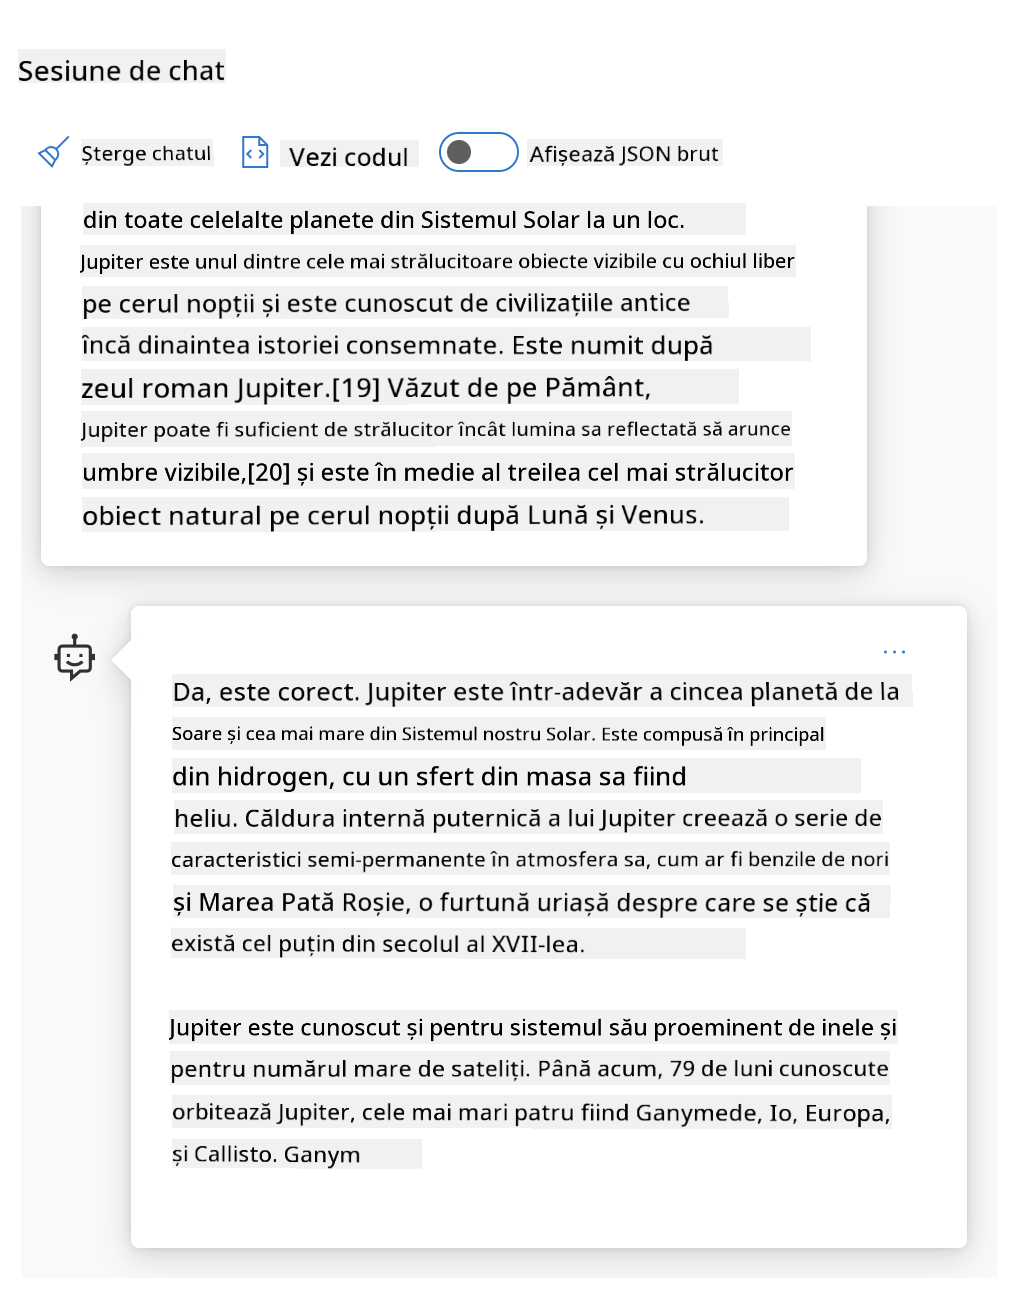 Sesiune de chat
Șterge chatul
Vezi codul
Afișează JSON brut
din toate celelalte planete din Sistemul Solar la un loc.
Jupiter este unul dintre cele mai strălucitoare obiecte vizibile cu ochiul liber
pe cerul nopții și este cunoscut de civilizațiile antice
încă dinaintea istoriei consemnate. Este numit după
zeul roman Jupiter.[19] Văzut de pe Pământ,
Jupiter poate fi suficient de strălucitor încât lumina sa reflectată să arunce
umbre vizibile,[20] și este în medie al treilea cel mai strălucitor
obiect natural pe cerul nopții după Lună și Venus.
Da, este corect. Jupiter este într-adevăr a cincea planetă de la
Soare și cea mai mare din Sistemul nostru Solar. Este compusă în principal
din hidrogen, cu un sfert din masa sa fiind
heliu. Căldura internă puternică a lui Jupiter creează o serie de
caracteristici semi-permanente în atmosfera sa, cum ar fi benzile de nori
și Marea Pată Roșie, o furtună uriașă despre care se știe că
există cel puțin din secolul al XVII-lea.
Jupiter este cunoscut și pentru sistemul său proeminent de inele și
pentru numărul mare de sateliți. Până acum, 79 de luni cunoscute
orbitează Jupiter, cele mai mari patru fiind Ganymede, Io, Europa,
și Callisto. Ganym